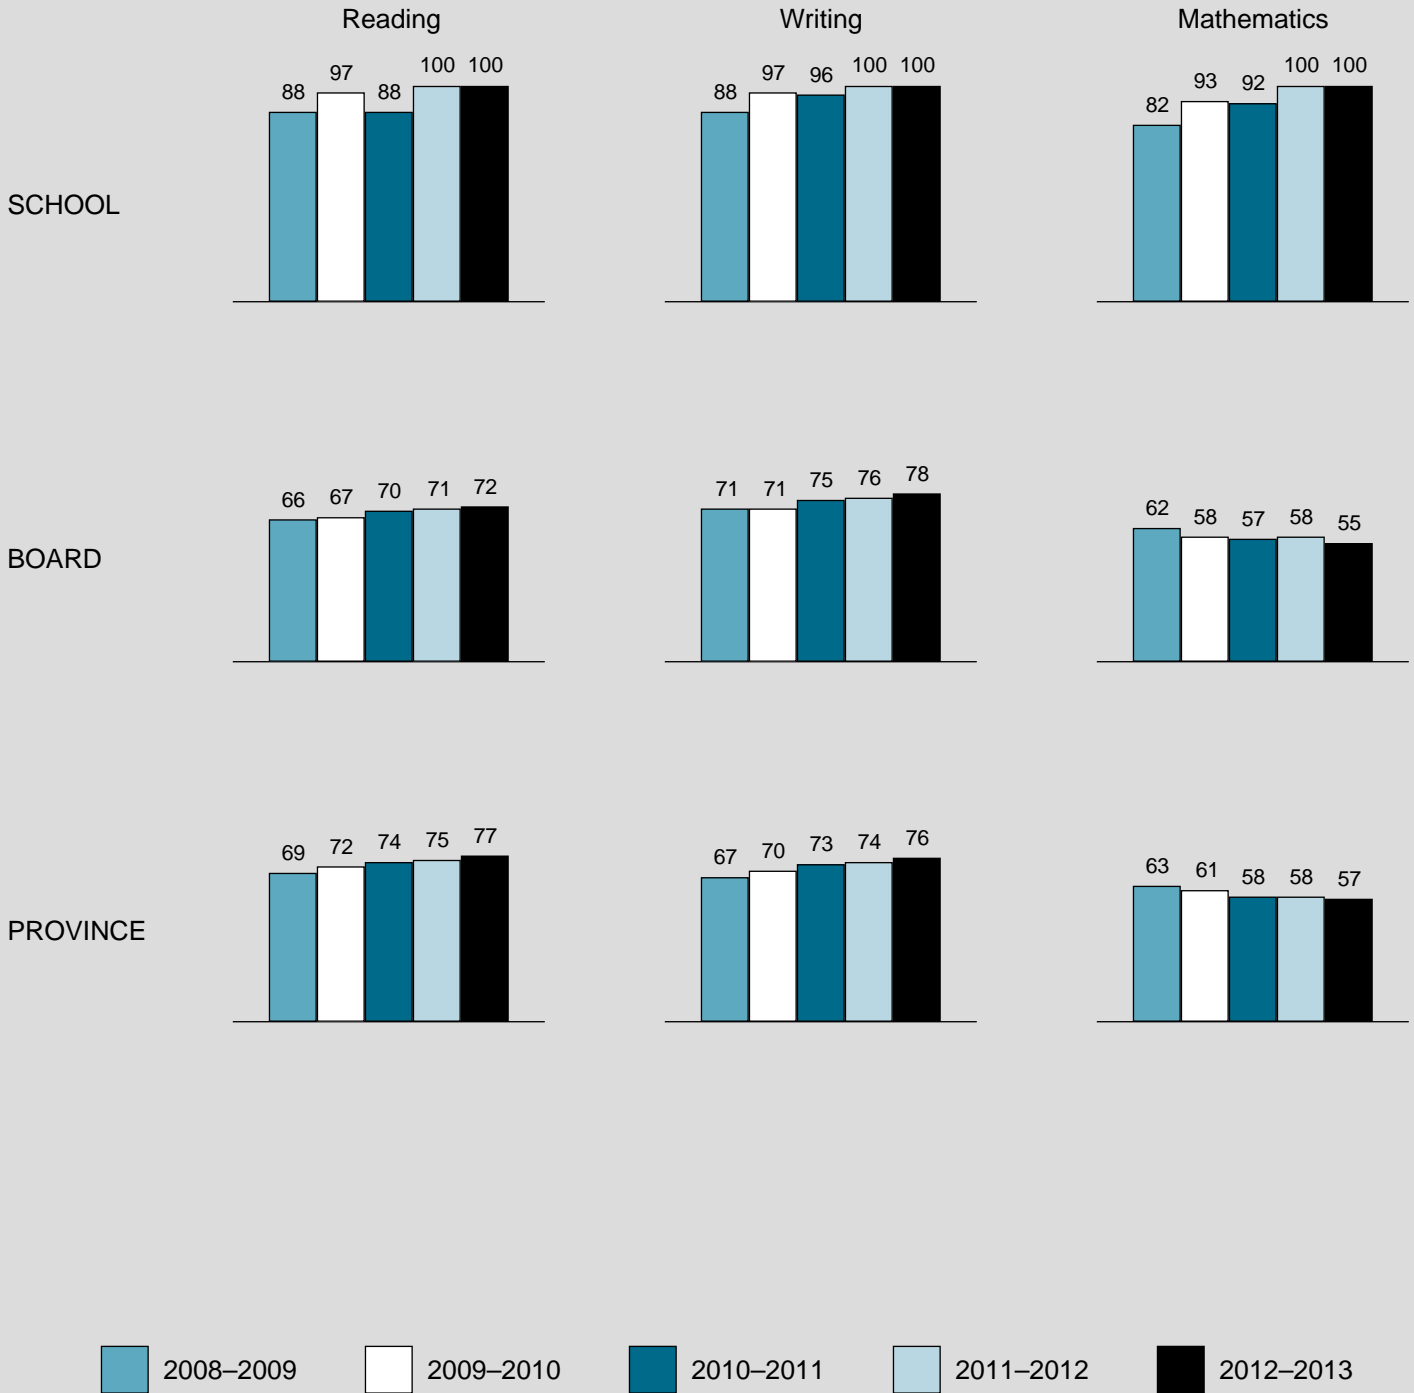 Reading Writing Mathematics
88 97 88 100 100 88 97 96 100 100 82 93 92 100 100
SCHOOL
66 67 70 71 72 71 71 75 76 78 62 58 57 58 55
BOARD
69 72 74 75 77 67 70 73 74 76 63 61 58 58 57
PROVINCE
2008–2009 2009–2010 2010–2011 2011–2012 2012–2013